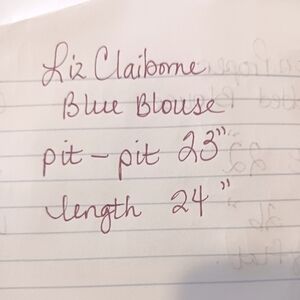 Liz Claiborne
Blue Blouse
pit - pit 23"
length 24"